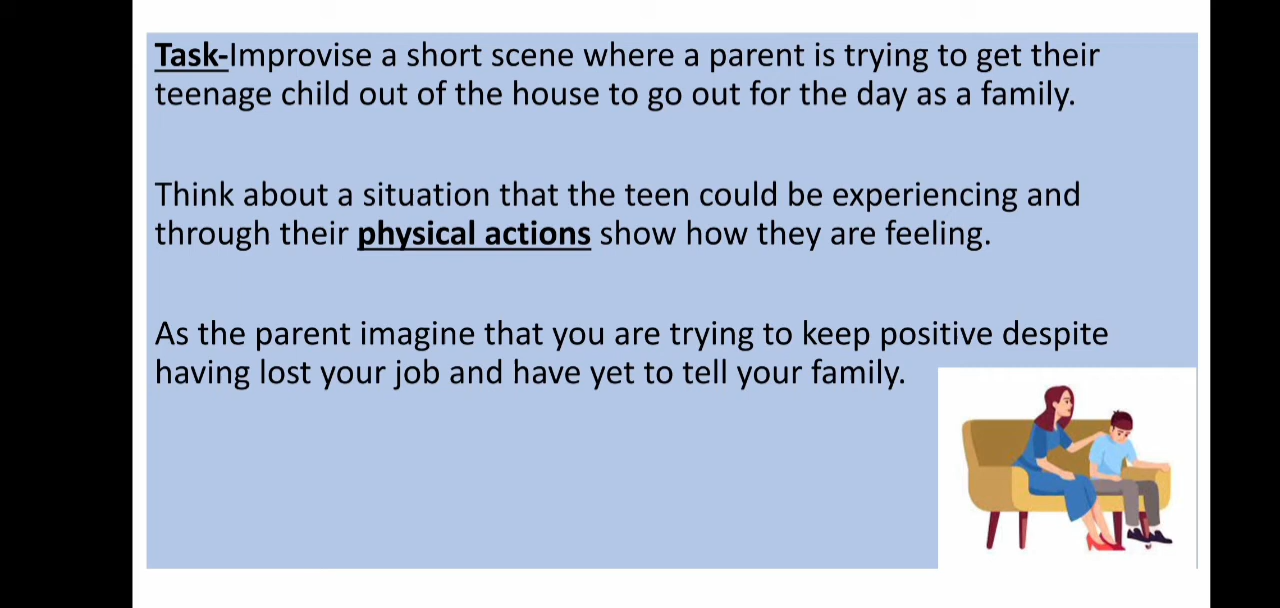 Task-Improvise a short scene where a parent is trying to get their
teenage child out of the house to go out for the day as a family.
Think about a situation that the teen could be experiencing and
through their physical actions show how they are feeling.
As the parent imagine that you are trying to keep positive despite
having lost your job and have yet to tell your family.